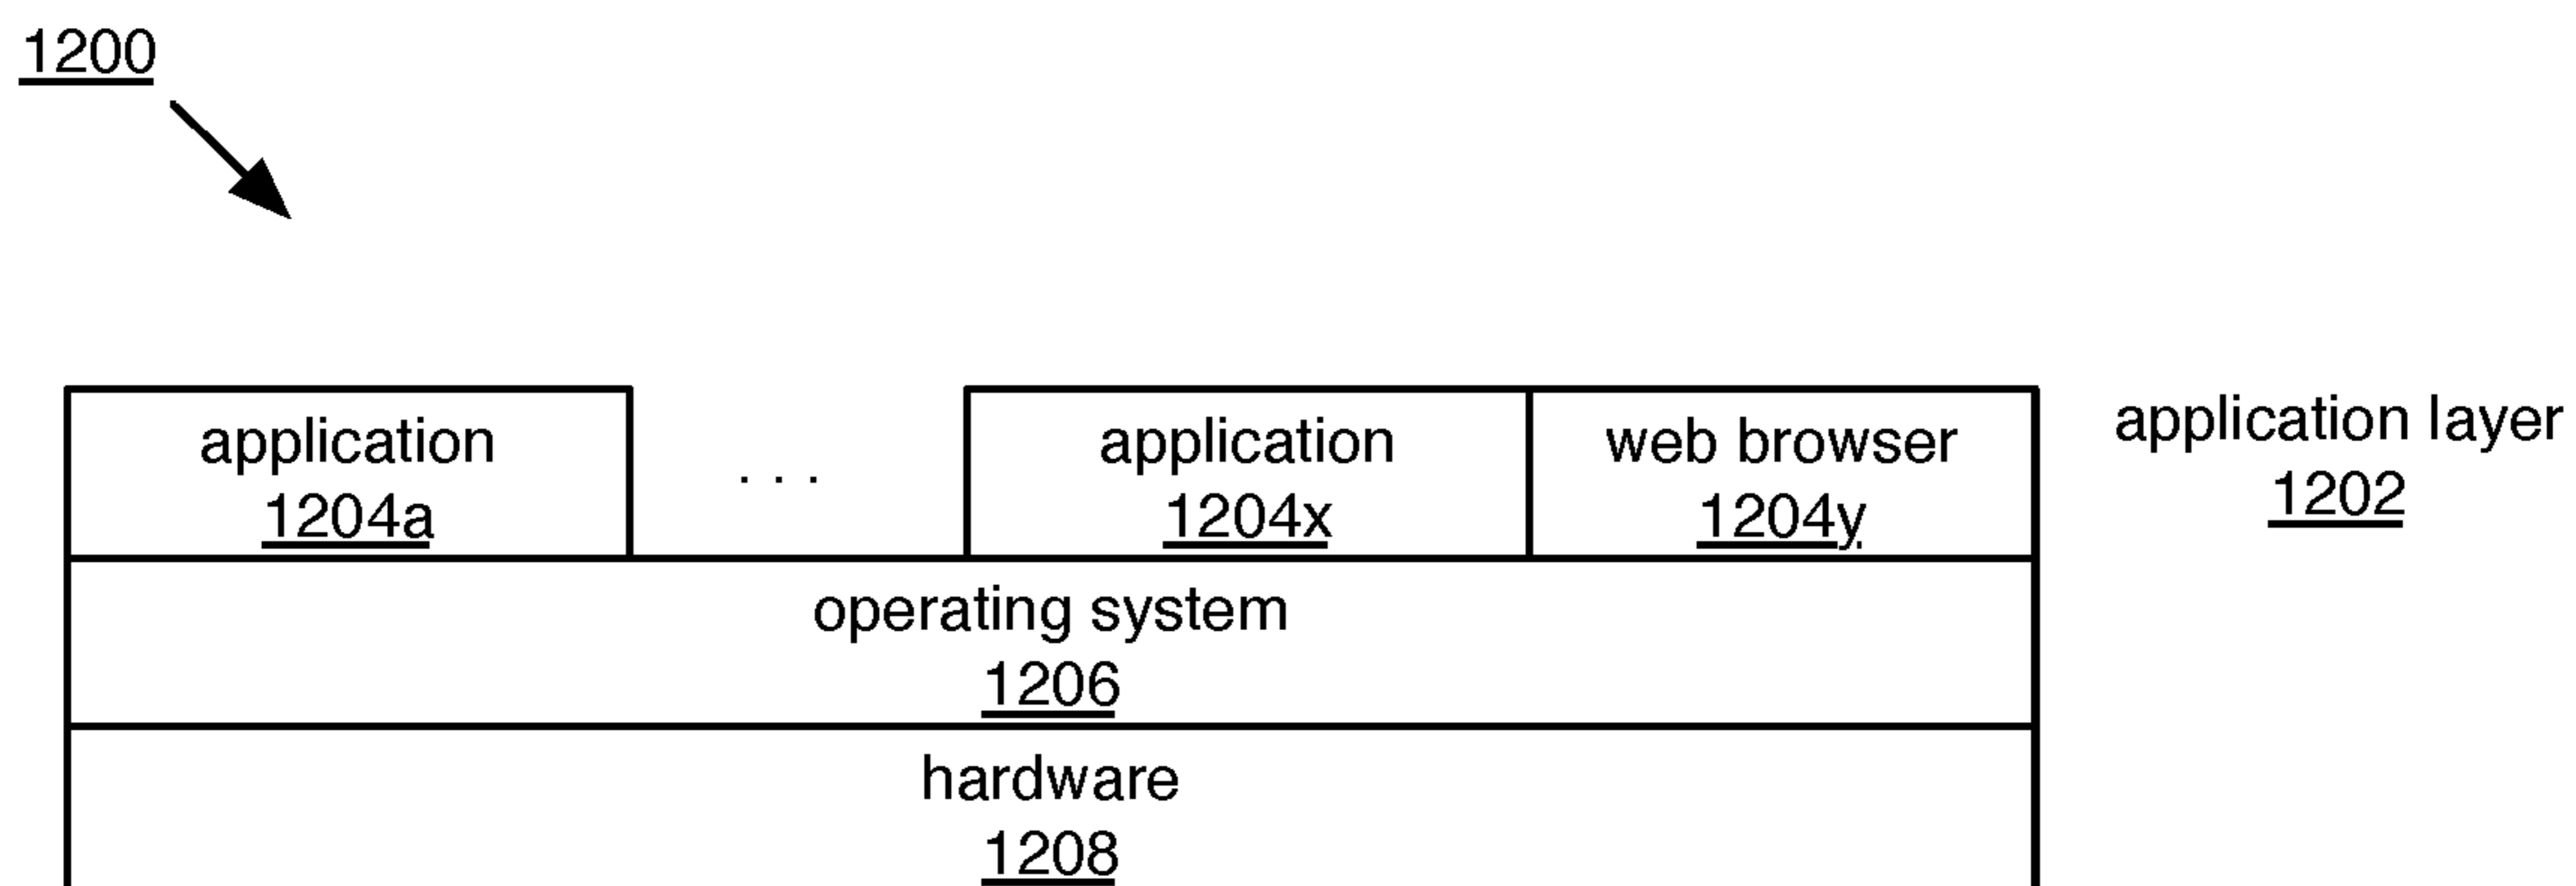 1200
application
1204a
. . .
application
1204x
web browser
1204y
application layer
1202
operating system
1206
hardware
1208